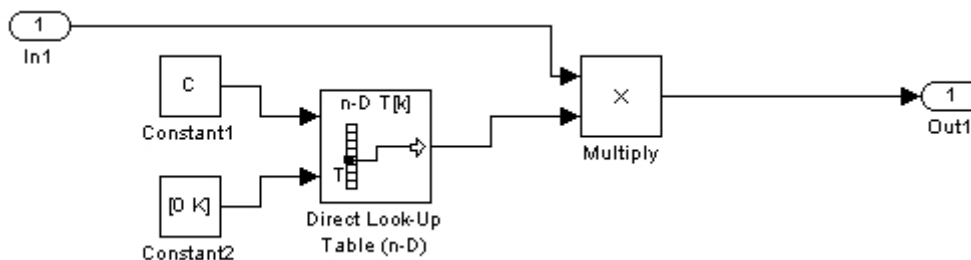 1
In1
C
Constant1
[0 K]
Constant2
n-D T[k]
T
Direct Look-Up
Table (n-D)
×
Multiply
1
Out1